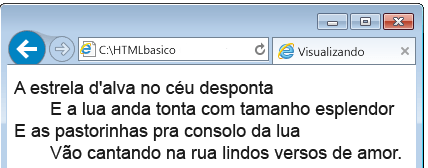 C:\HTMLbasico
Visualizando
A estrela d'alva no céu desponta
E a lua anda tonta com tamanho esplendor
E as pastorinhas pra consolo da lua
Vão cantando na rua lindos versos de amor.